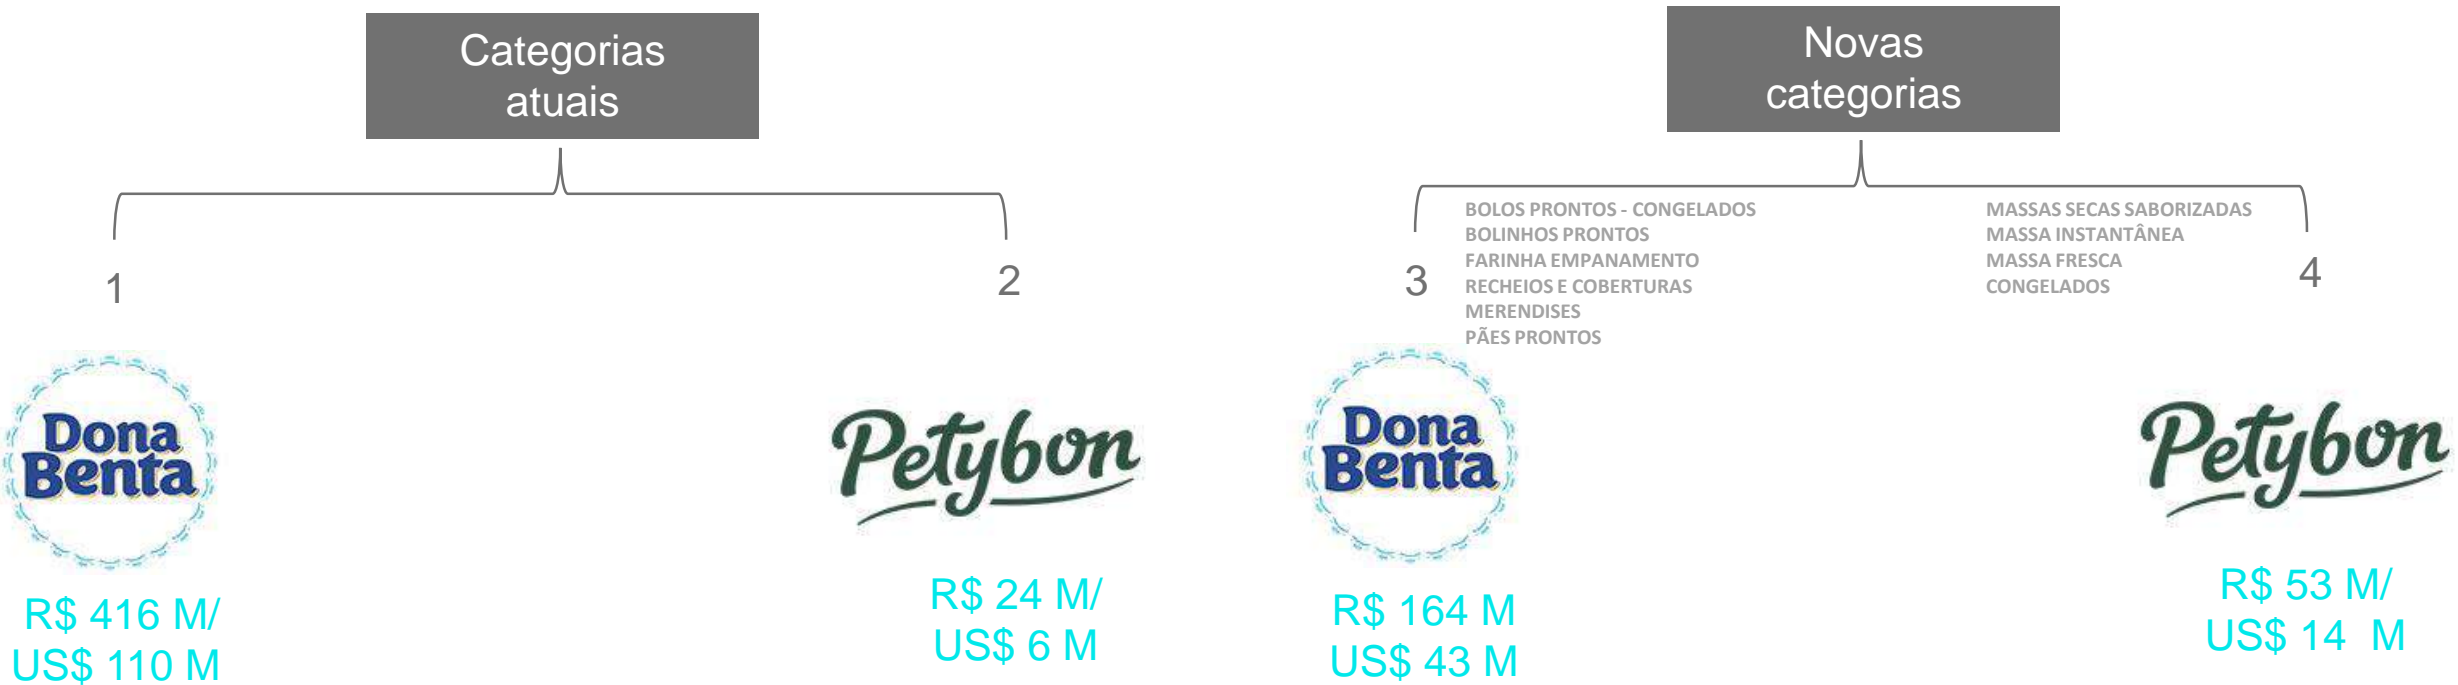 Categorias
atuais
1
2
Dona
Benta
R$ 416 M/
US$ 110 M
Petybon
R$ 24 M/
US$ 6 M
Novas
categorias
3
BOLOS PRONTOS - CONGELADOS
BOLINHOS PRONTOS
FARINHA EMPANAMENTO
RECHEIOS E COBERTURAS
MERENDISES
PÃES PRONTOS
MASSAS SECAS SABORIZADAS
MASSA INSTANTÂNEA
MASSA FRESCA
CONGELADOS
4
Dona
Benta
R$ 164 M
US$ 43 M
Petybon
R$ 53 M/
US$ 14 M